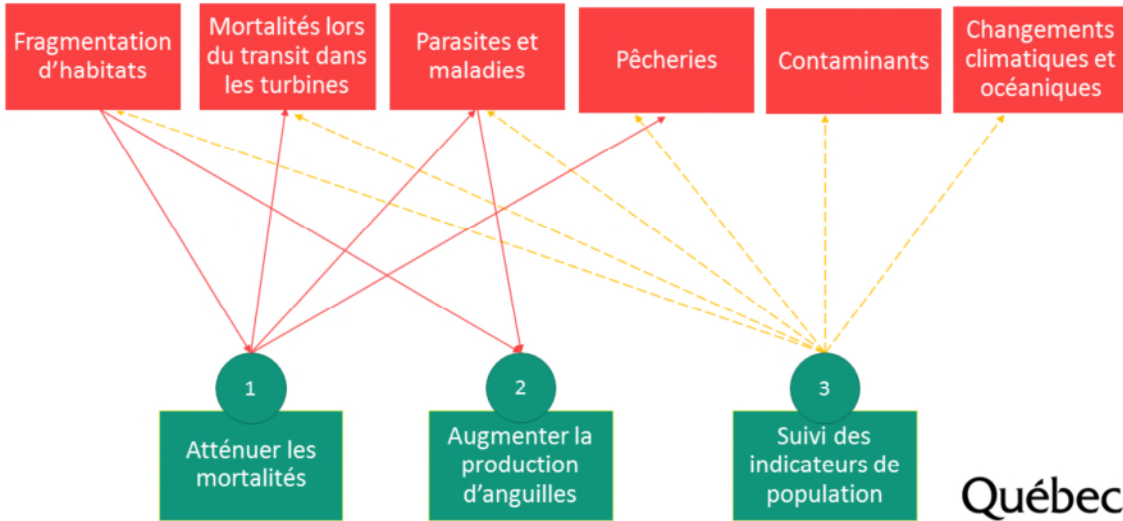 Fragmentation
d’habitats
Mortalités lors
du transit dans
les turbines
Parasites et
maladies
Pêcheries
Contaminants
Changements
climatiques et
océaniques
1
Atténuer les
mortalités
2
Augmenter la
production
d’anguilles
3
Suivi des
indicateurs de
population
Québec